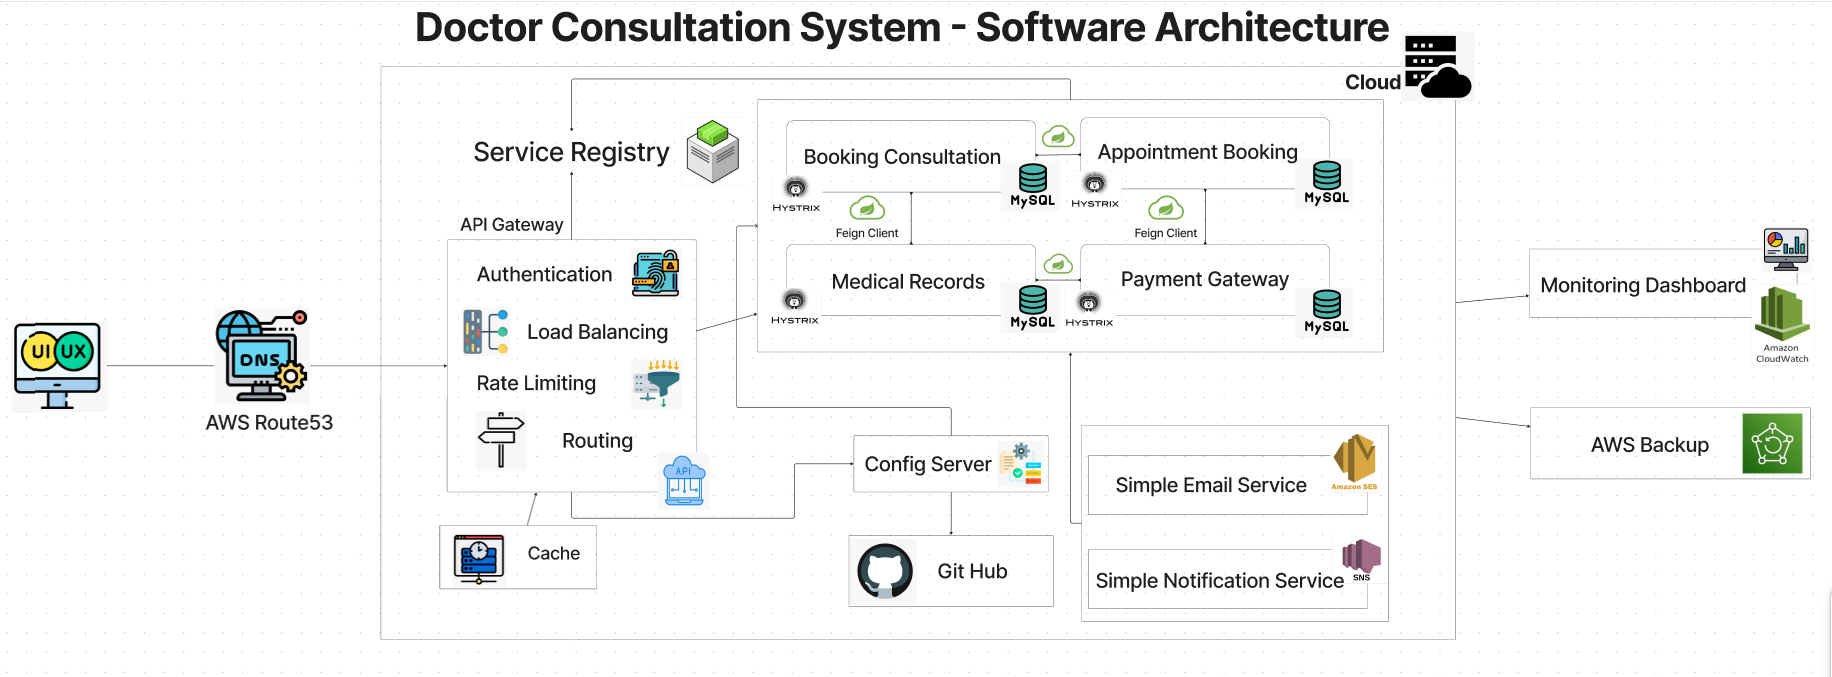 Doctor Consultation System - Software Architecture
Cloud
Service Registry
API Gateway
Authentication
Load Balancing
Rate Limiting
Routing
API
Cache
UI UX
DNS
AWS Route53
Booking Consultation
HYSTRIX
MySQL
Appointment Booking
HYSTRIX
MySQL
Feign Client
Feign Client
Medical Records
HYSTRIX
MySQL
Payment Gateway
HYSTRIX
MySQL
Config Server
Git Hub
Simple Email Service
Amazon SES
Simple Notification Service
SNS
Monitoring Dashboard
Amazon
CloudWatch
AWS Backup